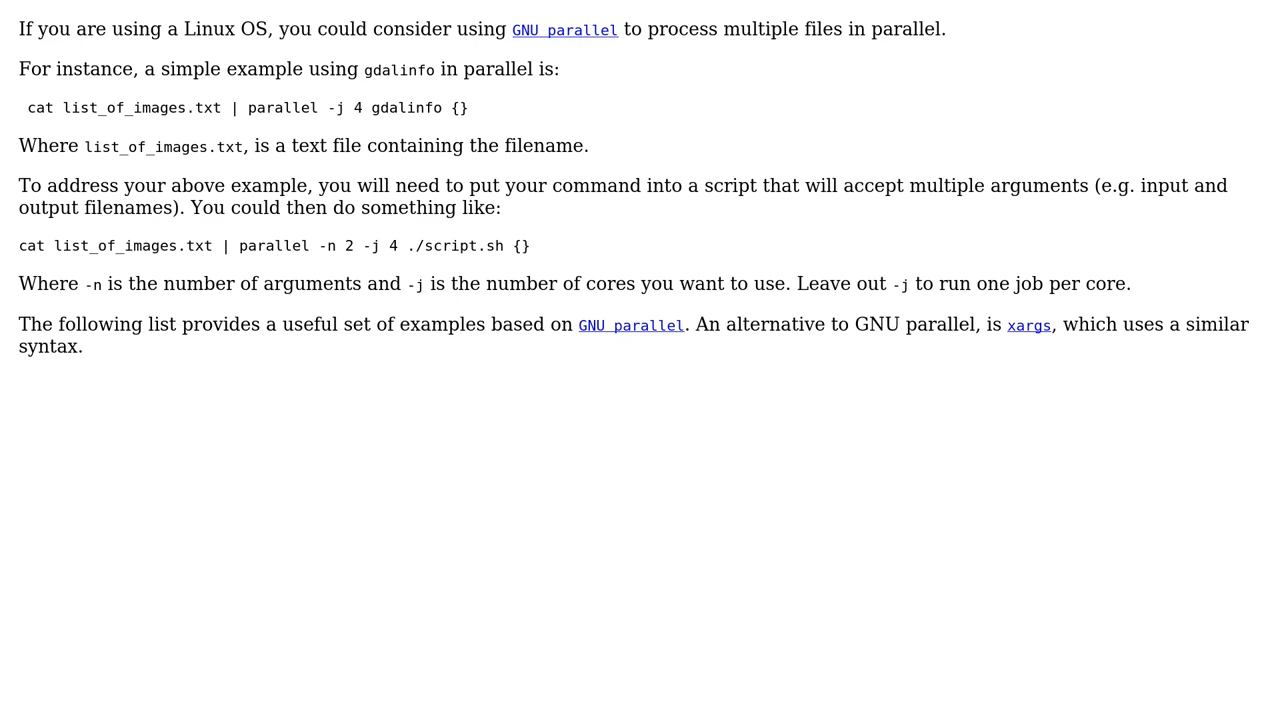 If you are using a Linux OS, you could consider using GNU parallel to process multiple files in parallel.
For instance, a simple example using gdalinfo in parallel is:
cat list_of_images.txt | parallel -j 4 gdalinfo {}
Where list_of_images.txt, is a text file containing the filename.
To address your above example, you will need to put your command into a script that will accept multiple arguments (e.g. input and
output filenames). You could then do something like:
cat list_of_images.txt | parallel -n 2 -j 4 ./script.sh {}
Where -n is the number of arguments and -j is the number of cores you want to use. Leave out -j to run one job per core.
The following list provides a useful set of examples based on GNU parallel. An alternative to GNU parallel, is xargs, which uses a similar
syntax.